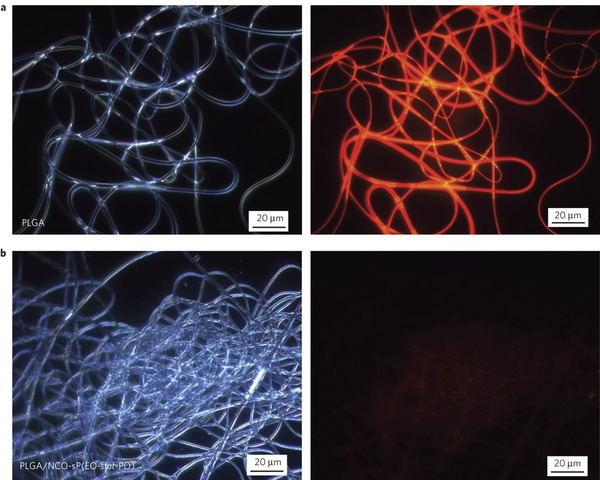 a
PLGA
20 μm
20 μm
b
PLGA/NCO-sP(EO-stat-PO)
20 μm
20 μm